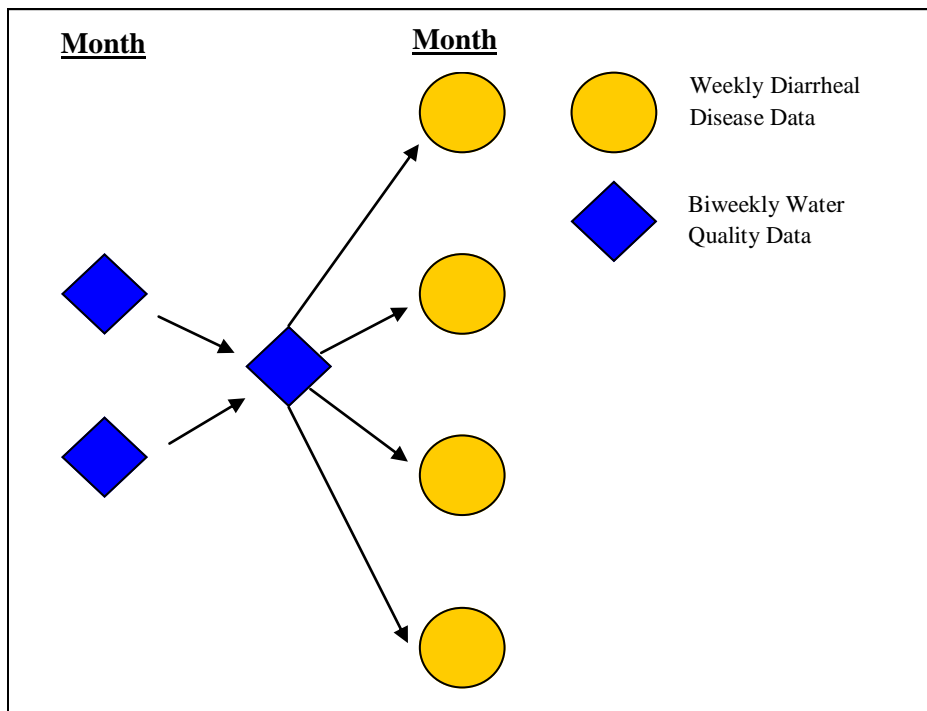 Month
Month
Weekly Diarrheal
Disease Data
Biweekly Water
Quality Data